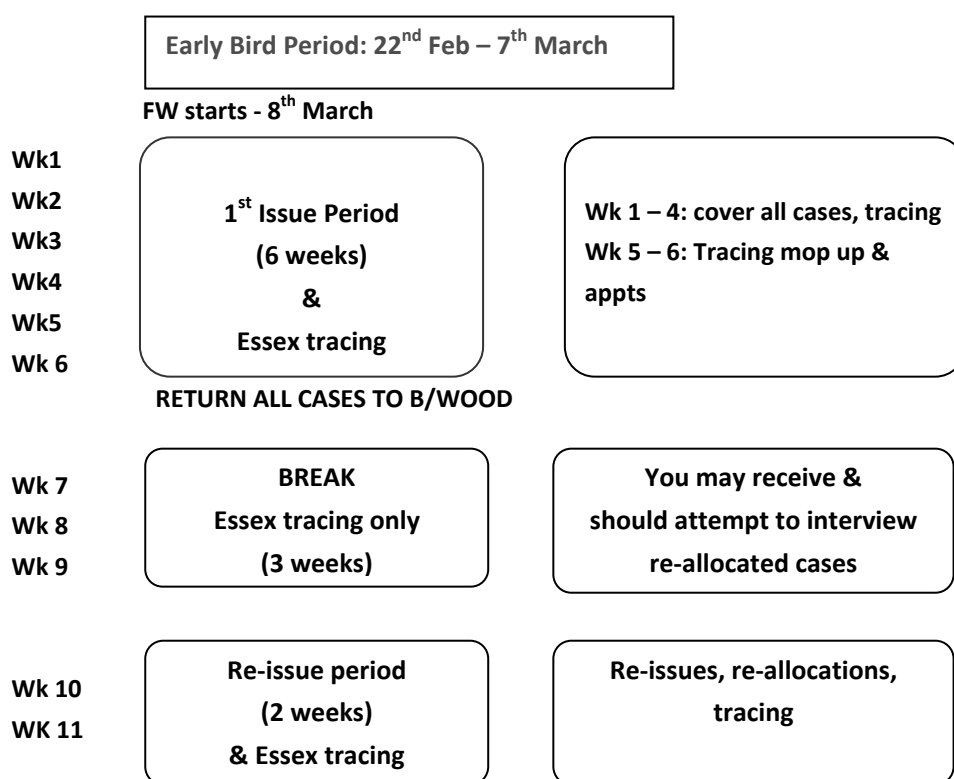 Early Bird Period: 22nd Feb – 7th March
FW starts - 8th March
Wk1
Wk2
Wk3
Wk4
Wk5
Wk 6
1st Issue Period
(6 weeks)
&
Essex tracing
Wk 1 – 4: cover all cases, tracing
Wk 5 – 6: Tracing mop up &
appts
RETURN ALL CASES TO B/WOOD
Wk 7
Wk 8
Wk 9
BREAK
Essex tracing only
(3 weeks)
You may receive &
should attempt to interview
re-allocated cases
Wk 10
WK 11
Re-issue period
(2 weeks)
& Essex tracing
Re-issues, re-allocations,
tracing